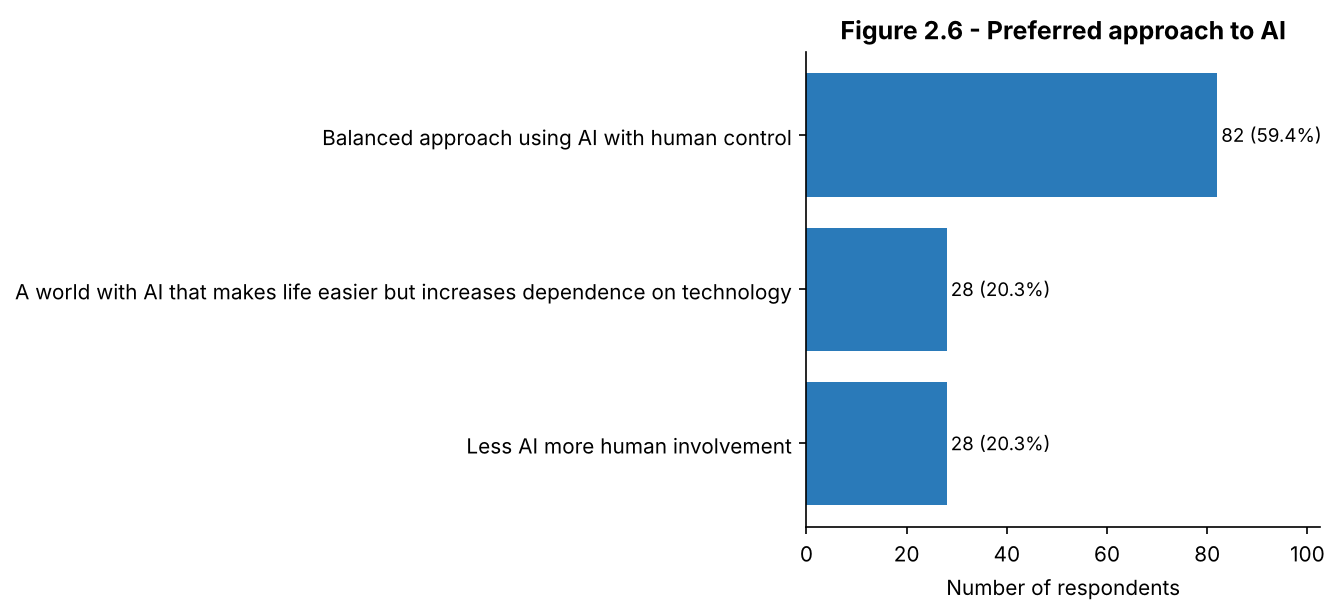 Figure 2.6 - Preferred approach to AI
Balanced approach using AI with human control
82 (59.4%)
A world with AI that makes life easier but increases dependence on technology
28 (20.3%)
Less AI more human involvement
28 (20.3%)
0 20 40 60 80 100
Number of respondents